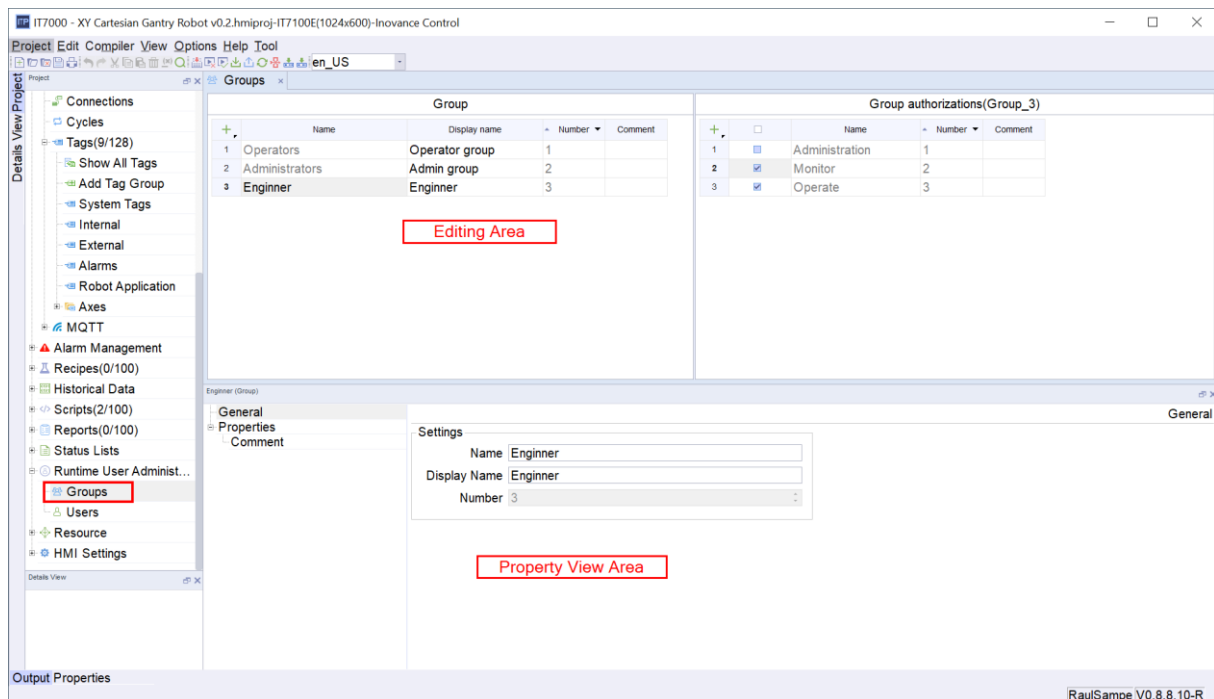 IT7000 - XY Cartesian Gantry Robot v0.2.hmiproj-IT7100E(1024x600)-Inovance Control
Project Edit Compiler View Options Help Tool
en_US
Project
Details View
Project
Groups
Connections
Cycles
Tags(9/128)
Show All Tags
Add Tag Group
System Tags
Internal
External
Alarms
Robot Application
Axes
MQTT
Alarm Management
Recipes(0/100)
Historical Data
Scripts(2/100)
Reports(0/100)
Status Lists
Runtime User Administ...
Groups
Users
Resource
HMI Settings
Details View
Group
Name Display name Number Comment
1 Operators Operator group 1
2 Administrators Admin group 2
3 Enginner Enginner 3
Editing Area
Group authorizations(Group_3)
Name Number Comment
1 Administration 1
2 Monitor 2
3 Operate 3
Enginner (Group)
General
Properties
Comment
General
Settings
Name Enginner
Display Name Enginner
Number 3
Property View Area
Output Properties
RaulSampe V0.8.8.10-R